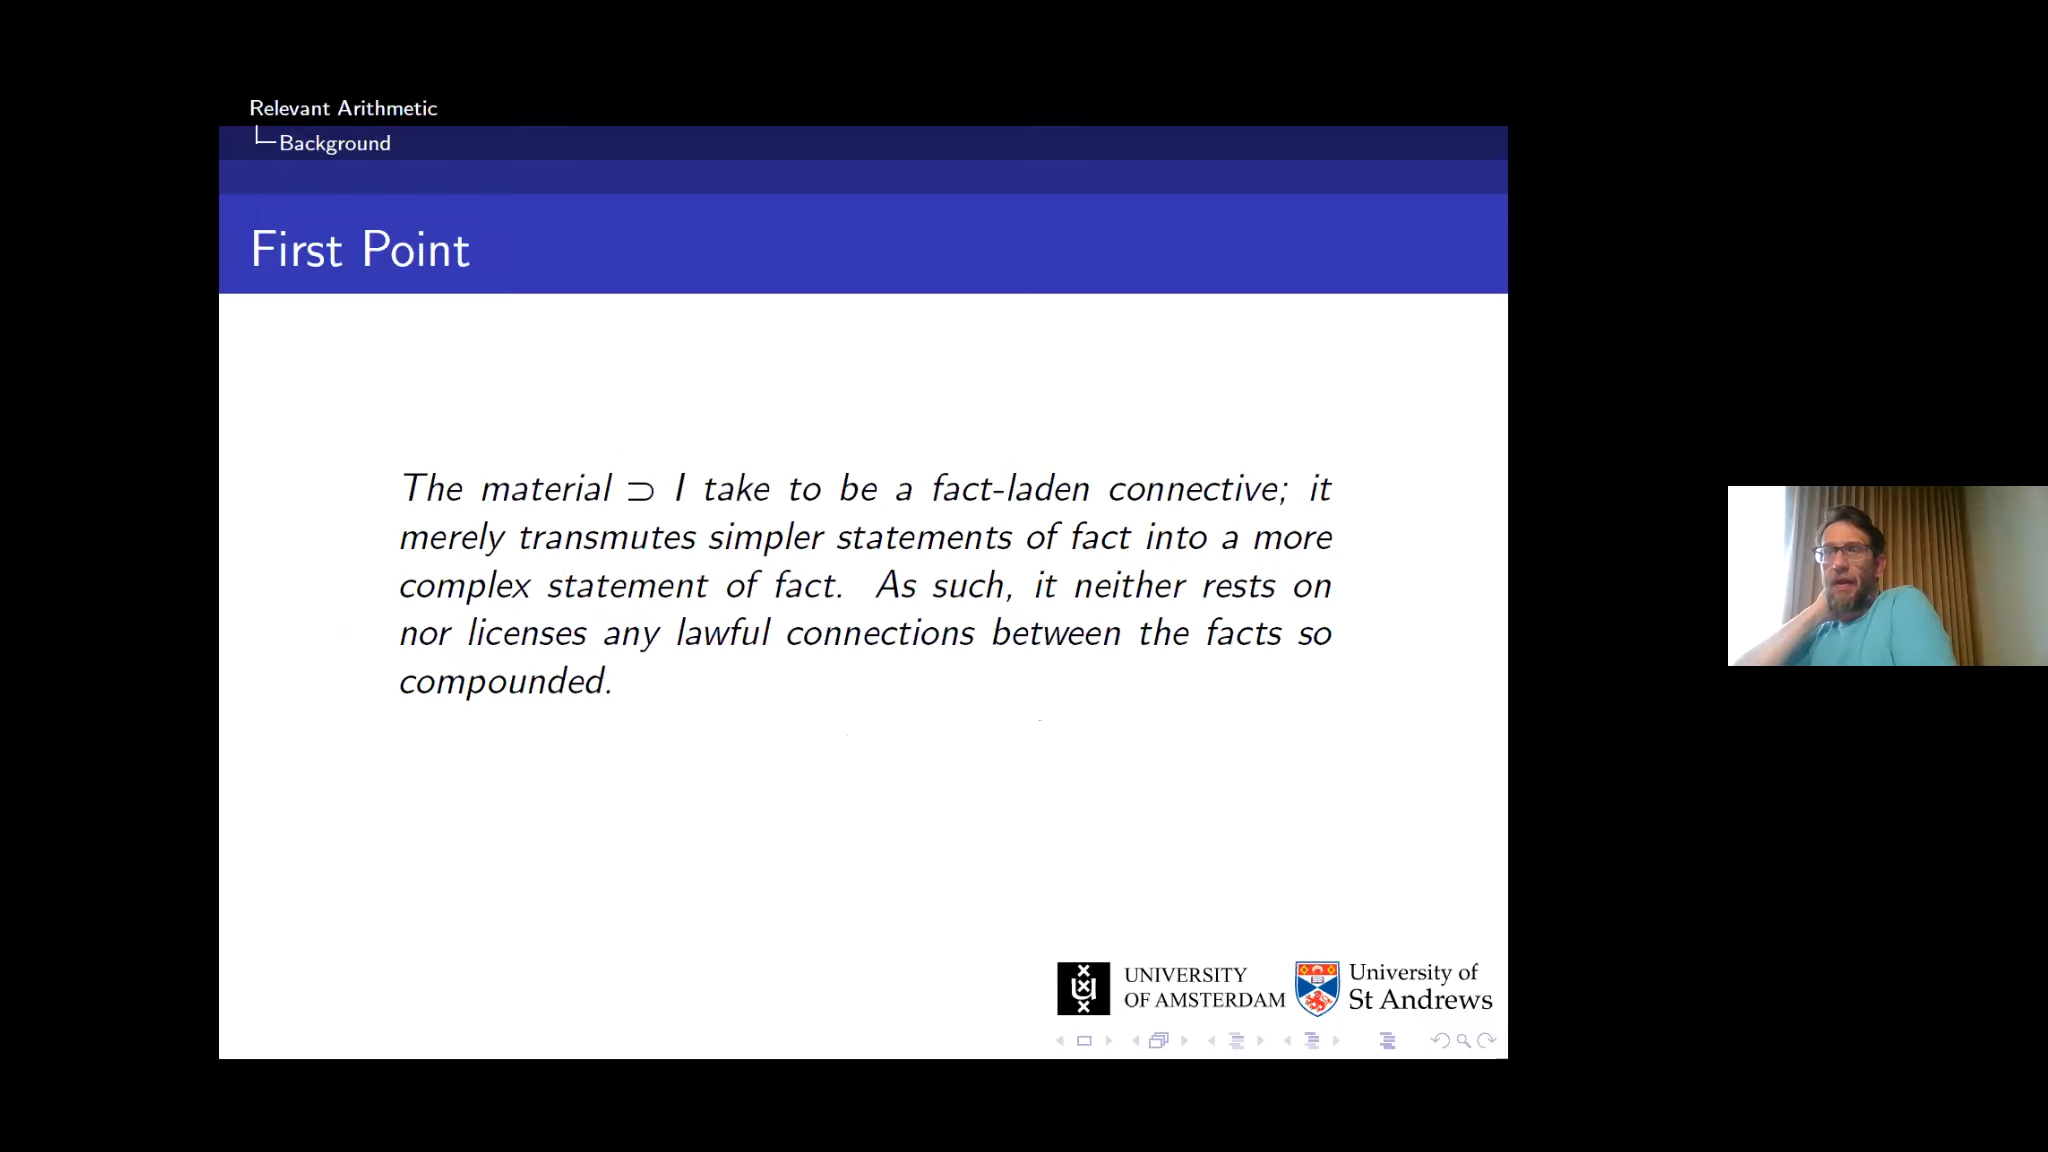 Relevant Arithmetic
Background
First Point
The material ⊃ I take to be a fact-laden connective; it
merely transmutes simpler statements of fact into a more
complex statement of fact. As such, it neither rests on
nor licenses any lawful connections between the facts so
compounded.
UNIVERSITY
OF AMSTERDAM
University of
St Andrews